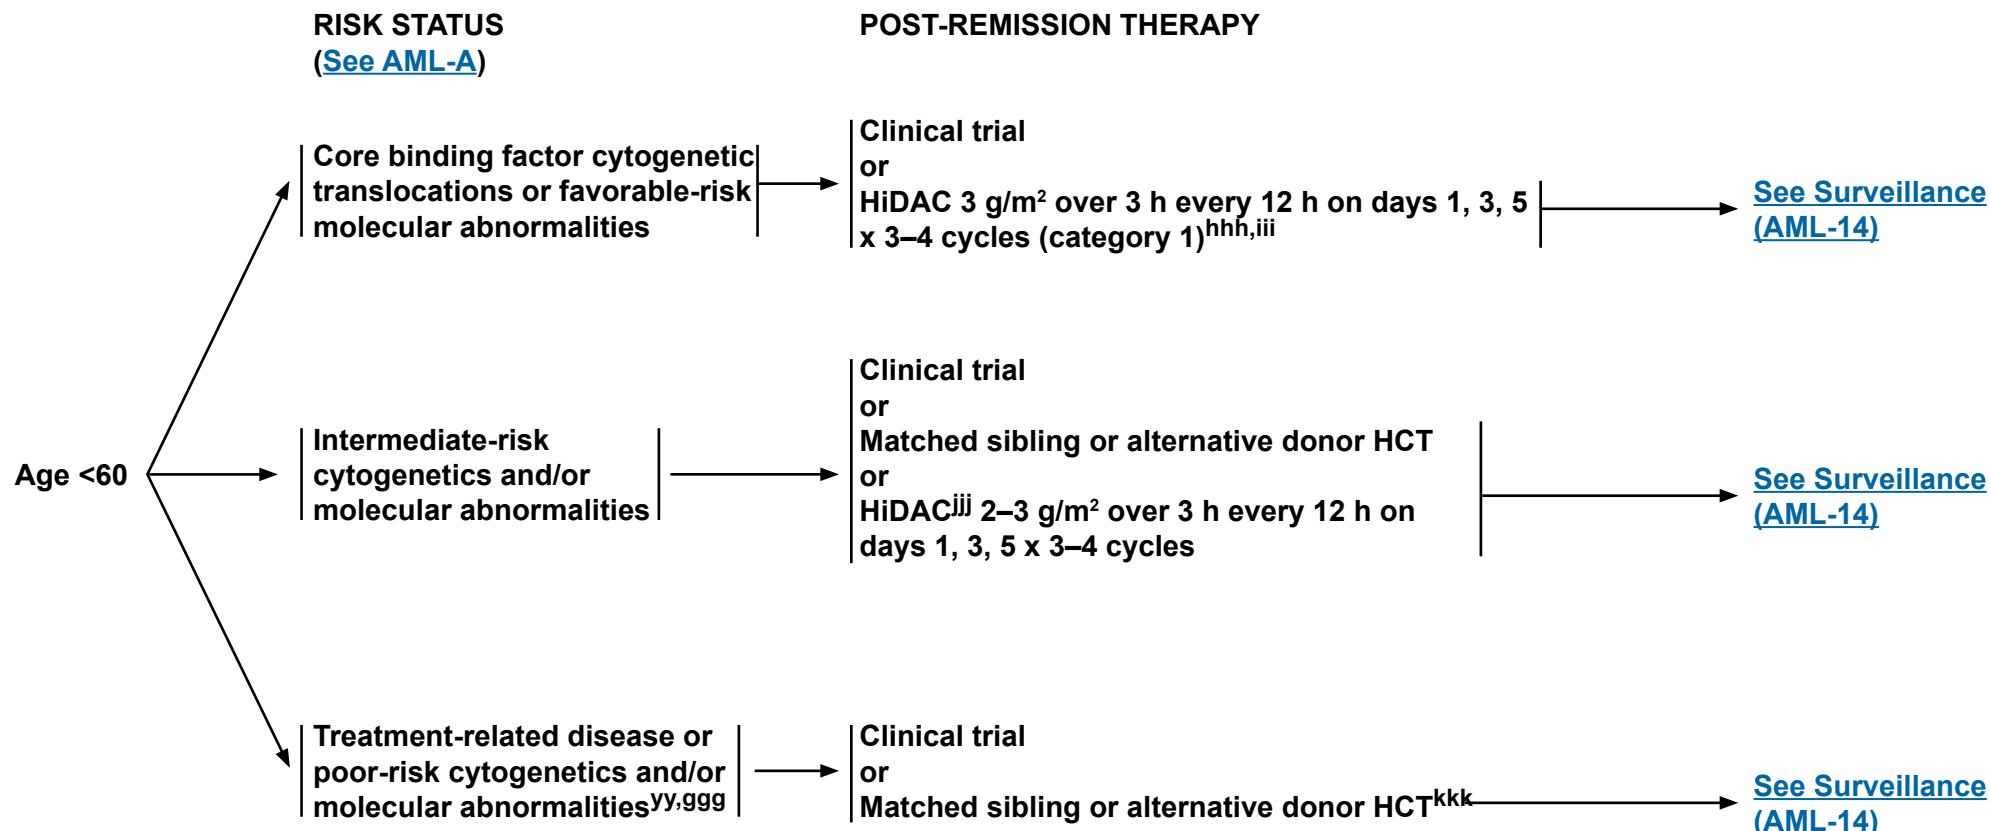 RISK STATUS
(See AML-A)
POST-REMISSION THERAPY
Age <60
Core binding factor cytogenetic
translocations or favorable-risk
molecular abnormalities
Clinical trial
or
HiDAC 3 g/m² over 3 h every 12 h on days 1, 3, 5
x 3–4 cycles (category 1)hhh,iii
See Surveillance
(AML-14)
Intermediate-risk
cytogenetics and/or
molecular abnormalities
Clinical trial
or
Matched sibling or alternative donor HCT
or
HiDACjjj 2–3 g/m² over 3 h every 12 h on
days 1, 3, 5 x 3–4 cycles
See Surveillance
(AML-14)
Treatment-related disease or
poor-risk cytogenetics and/or
molecular abnormalitiesyy,ggg
Clinical trial
or
Matched sibling or alternative donor HCTkkk
See Surveillance
(AML-14)